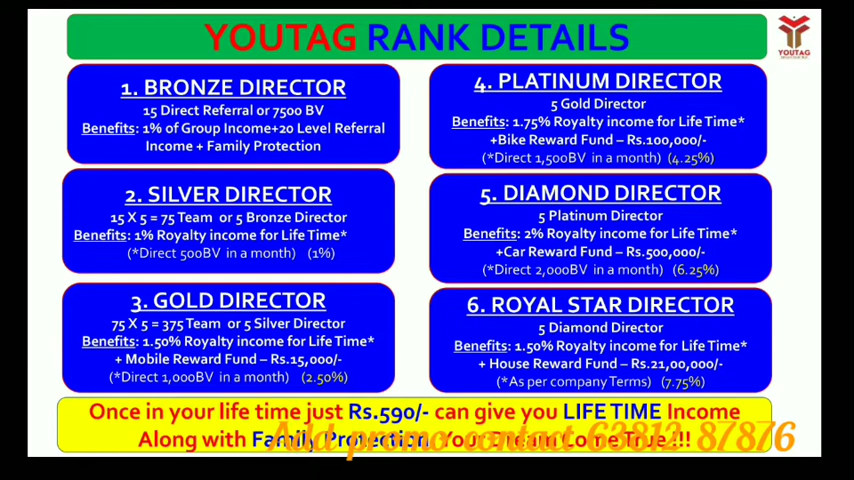 YOUTAG RANK DETAILS
YOUTAG
1. BRONZE DIRECTOR
15 Direct Referral or 7500 BV
Benefits: 1% of Group Income+20 Level Referral
Income + Family Protection
2. SILVER DIRECTOR
15 X 5 = 75 Team or 5 Bronze Director
Benefits: 1% Royalty income for Life Time*
(*Direct 500BV in a month) (1%)
3. GOLD DIRECTOR
75 X 5 = 375 Team or 5 Silver Director
Benefits: 1.50% Royalty income for Life Time*
+ Mobile Reward Fund – Rs.15,000/-
(*Direct 1,000BV in a month) (2.50%)
4. PLATINUM DIRECTOR
5 Gold Director
Benefits: 1.75% Royalty income for Life Time*
+Bike Reward Fund – Rs.100,000/-
(*Direct 1,500BV in a month) (4.25%)
5. DIAMOND DIRECTOR
5 Platinum Director
Benefits: 2% Royalty income for Life Time*
+Car Reward Fund – Rs.500,000/-
(*Direct 2,000BV in a month) (6.25%)
6. ROYAL STAR DIRECTOR
5 Diamond Director
Benefits: 1.50% Royalty income for Life Time*
+ House Reward Fund – Rs.21,00,000/-
(*As per company Terms) (7.75%)
Once in your life time just Rs.590/- can give you LIFE TIME Income
Along with Family Protection. Your Dream Come True !!!
Add promo contact 63812 87876